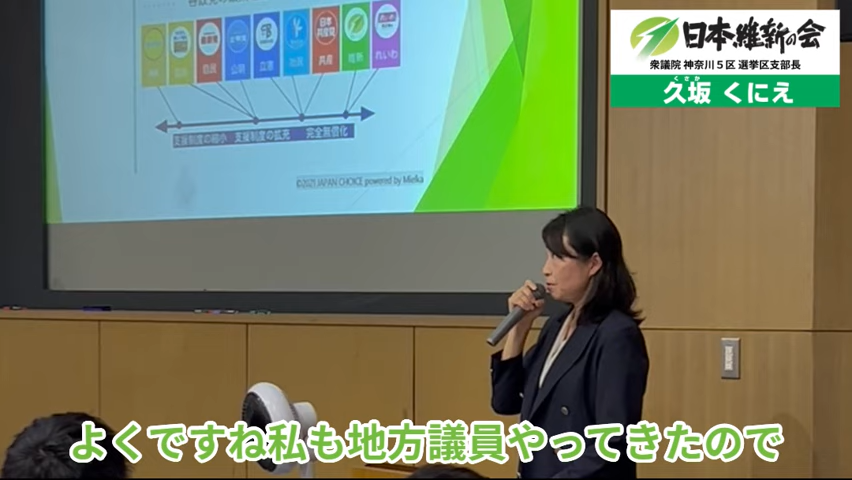 日本維新の会
衆議院 神奈川5区 選挙区支部長
くさか
久坂 くにえ
公明 立憲 共産 維新 れいわ
支援制度の縮小 支援制度の拡充 完全無償化
©2021 JAPAN CHOICE powered by Mielka
よくですね私も地方議員やってきたので